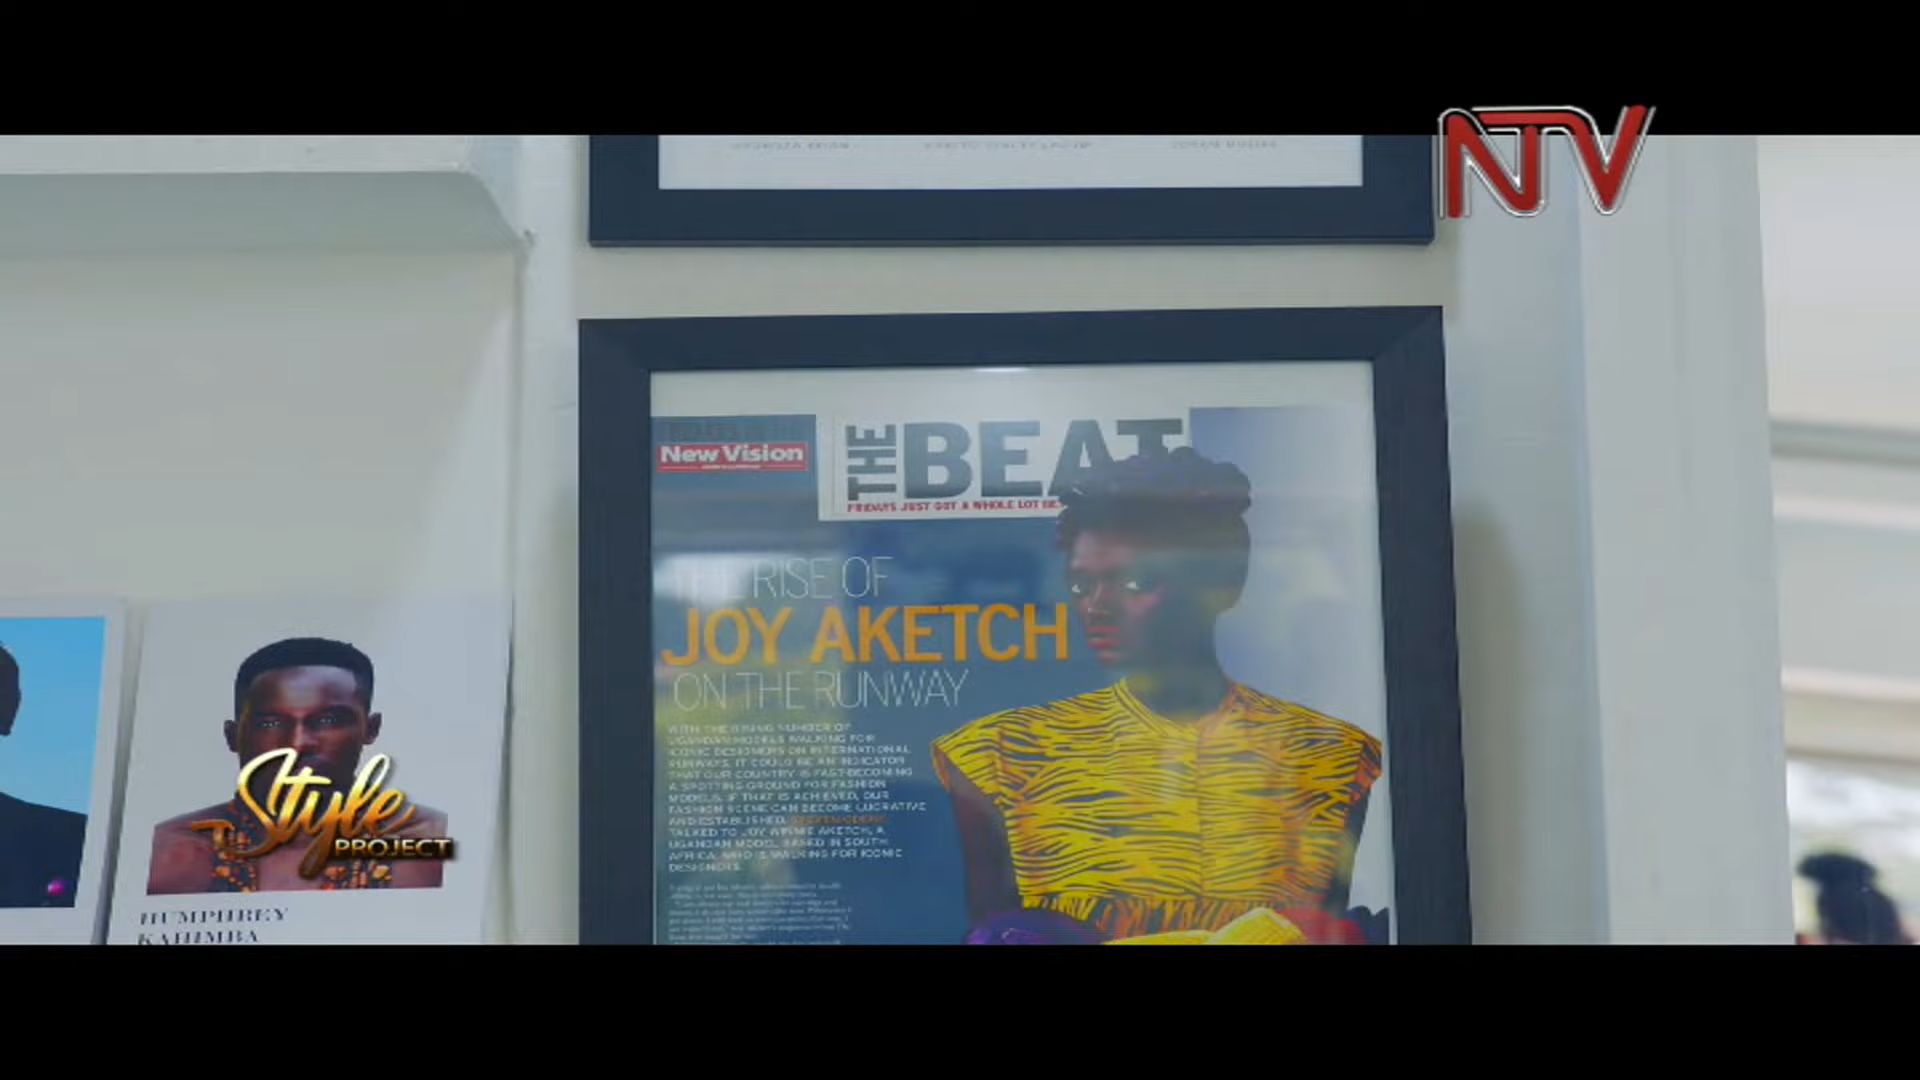 NTV
New Vision
THE BEAT
FRIDAYS JUST GOT A WHOLE LOT
THE RISE OF
JOY AKETCH
ON THE RUNWAY
WITH THE RISING NUMBER OF
UGANDAN MODELS WALKING FOR
ICONIC DESIGNERS ON INTERNATIONAL
RUNWAYS, IT COULD BE AN INDICATOR
THAT OUR COUNTRY IS FAST BECOMING
A SPOTTING GROUND FOR FASHION
MODELS. IF THAT IS ACHIEVED, OUR
FASHION SCENE CAN BECOME LUCRATIVE
AND ESTABLISHED.
TALKED TO JOY WINNIE AKETCH, A
UGANDAN MODEL BASED IN SOUTH
AFRICA, WHO IS WALKING FOR ICONIC
DESIGNERS
Style
PROJECT
HUMPHREY
KAHIMBA